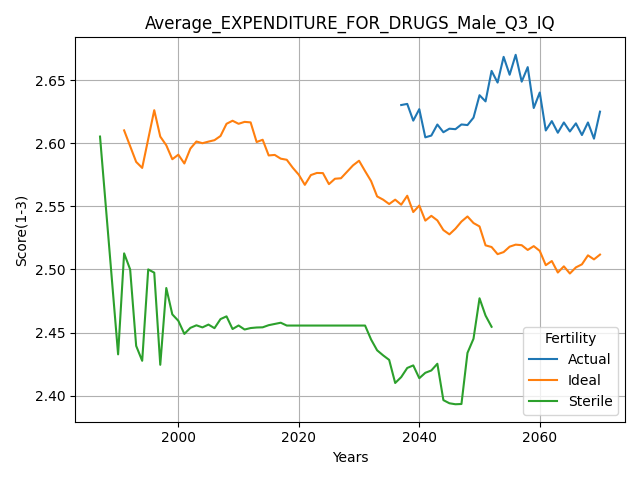 Average_EXPENDITURE_FOR_DRUGS_Male_Q3_IQ
Score(1-3)
2.65
2.60
2.55
2.50
2.45
2.40
2000
2020
2040
2060
Years
Fertility
Actual
Ideal
Sterile